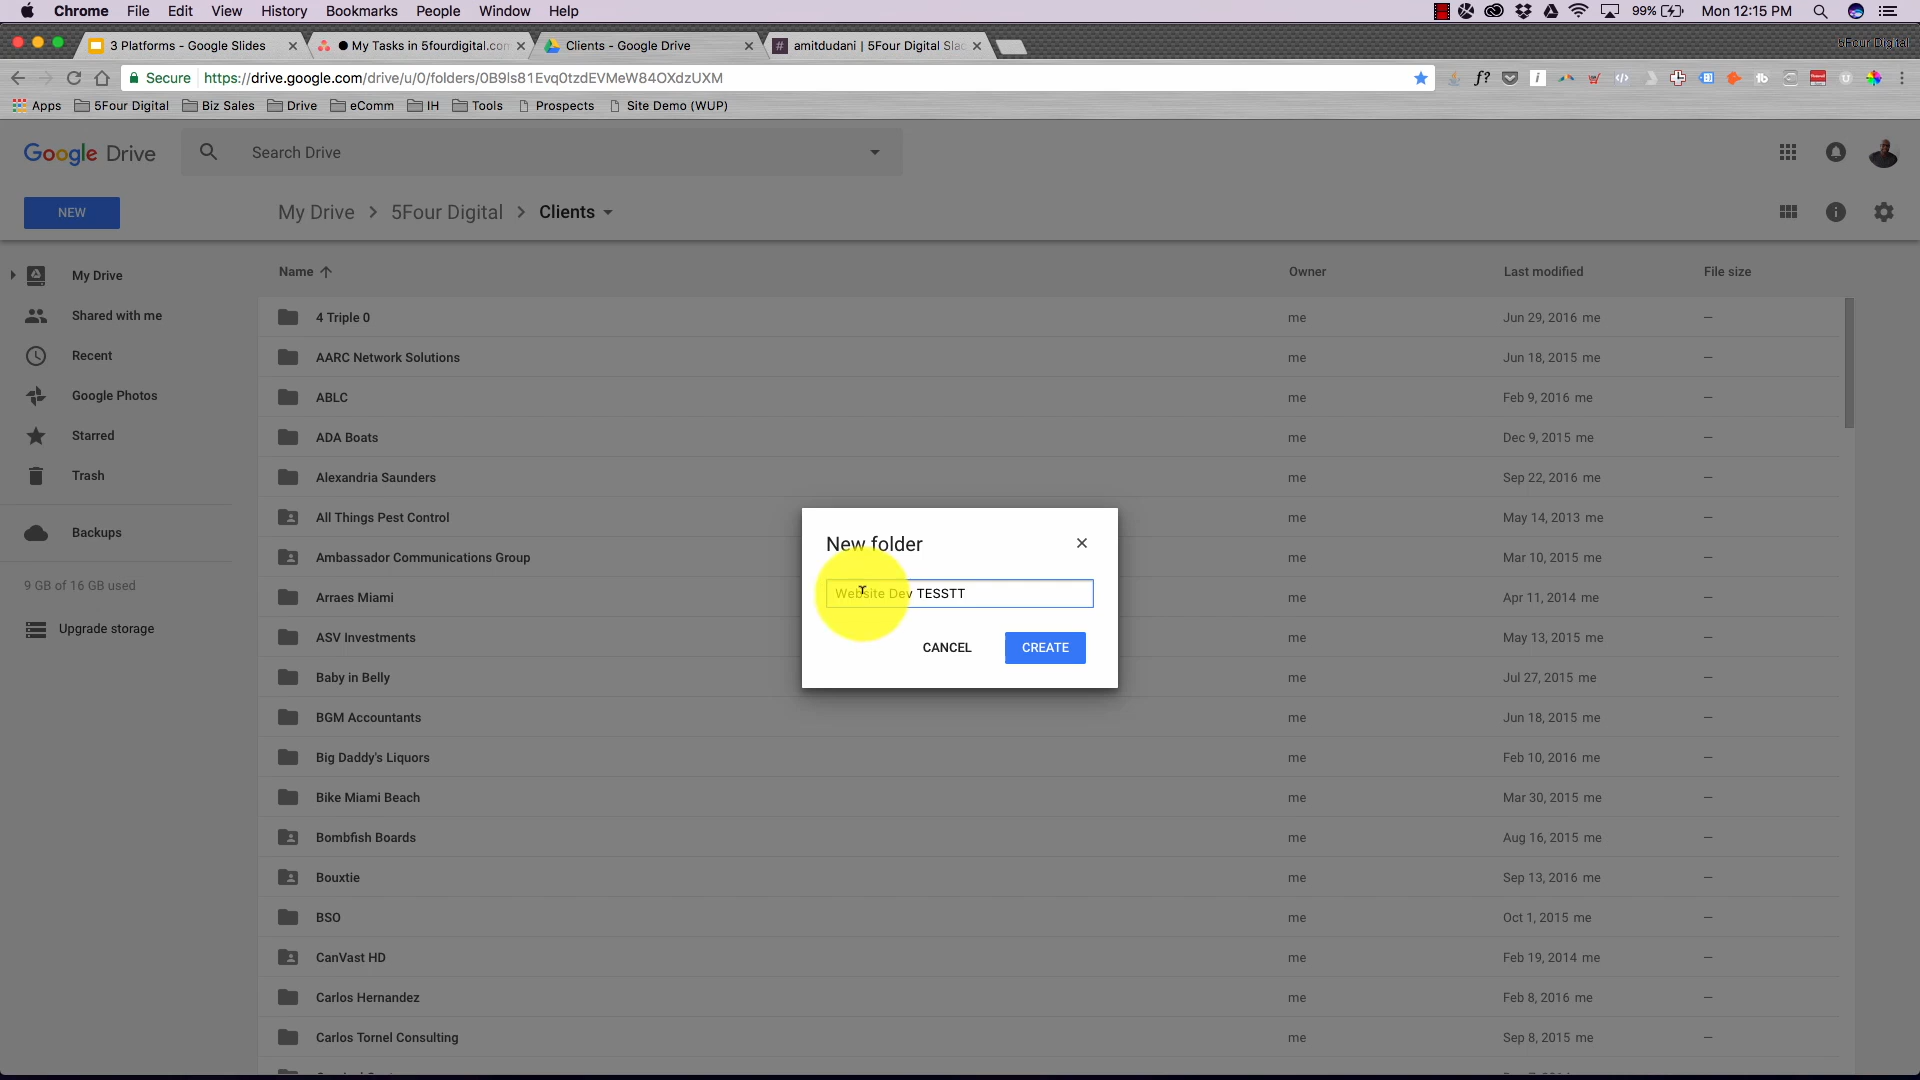 Chrome File Edit View History Bookmarks People Window Help 99% Mon 12:15 PM
3 Platforms - Google Slides My Tasks in 5fourdigital.com Clients - Google Drive amitdudani | 5Four Digital Slac 5Four Digital
Secure https://drive.google.com/drive/u/0/folders/0B9ls81Evq0tzdEVMeW84OXdzUXM
Apps 5Four Digital Biz Sales Drive eComm IH Tools Prospects Site Demo (WUP)
Google Drive Search Drive
NEW My Drive > 5Four Digital > Clients
Name Owner Last modified File size
My Drive
Shared with me
Recent
Google Photos
Starred
Trash
Backups
9 GB of 16 GB used
Upgrade storage
4 Triple 0 me Jun 29, 2016 me –
AARC Network Solutions me Jun 18, 2015 me –
ABLC me Feb 9, 2016 me –
ADA Boats me Dec 9, 2015 me –
Alexandria Saunders me Sep 22, 2016 me –
All Things Pest Control me May 14, 2013 me –
Ambassador Communications Group me Mar 10, 2015 me –
Arraes Miami me Apr 11, 2014 me –
ASV Investments me May 13, 2015 me –
Baby in Belly me Jul 27, 2015 me –
BGM Accountants me Jun 18, 2015 me –
Big Daddy's Liquors me Feb 10, 2016 me –
Bike Miami Beach me Mar 30, 2015 me –
Bombfish Boards me Aug 16, 2015 me –
Bouxtie me Sep 13, 2016 me –
BSO me Oct 1, 2015 me –
CanVast HD me Feb 19, 2014 me –
Carlos Hernandez me Feb 8, 2016 me –
Carlos Tornel Consulting me Sep 8, 2015 me –
New folder
Website Dev TESSTT
CANCEL CREATE